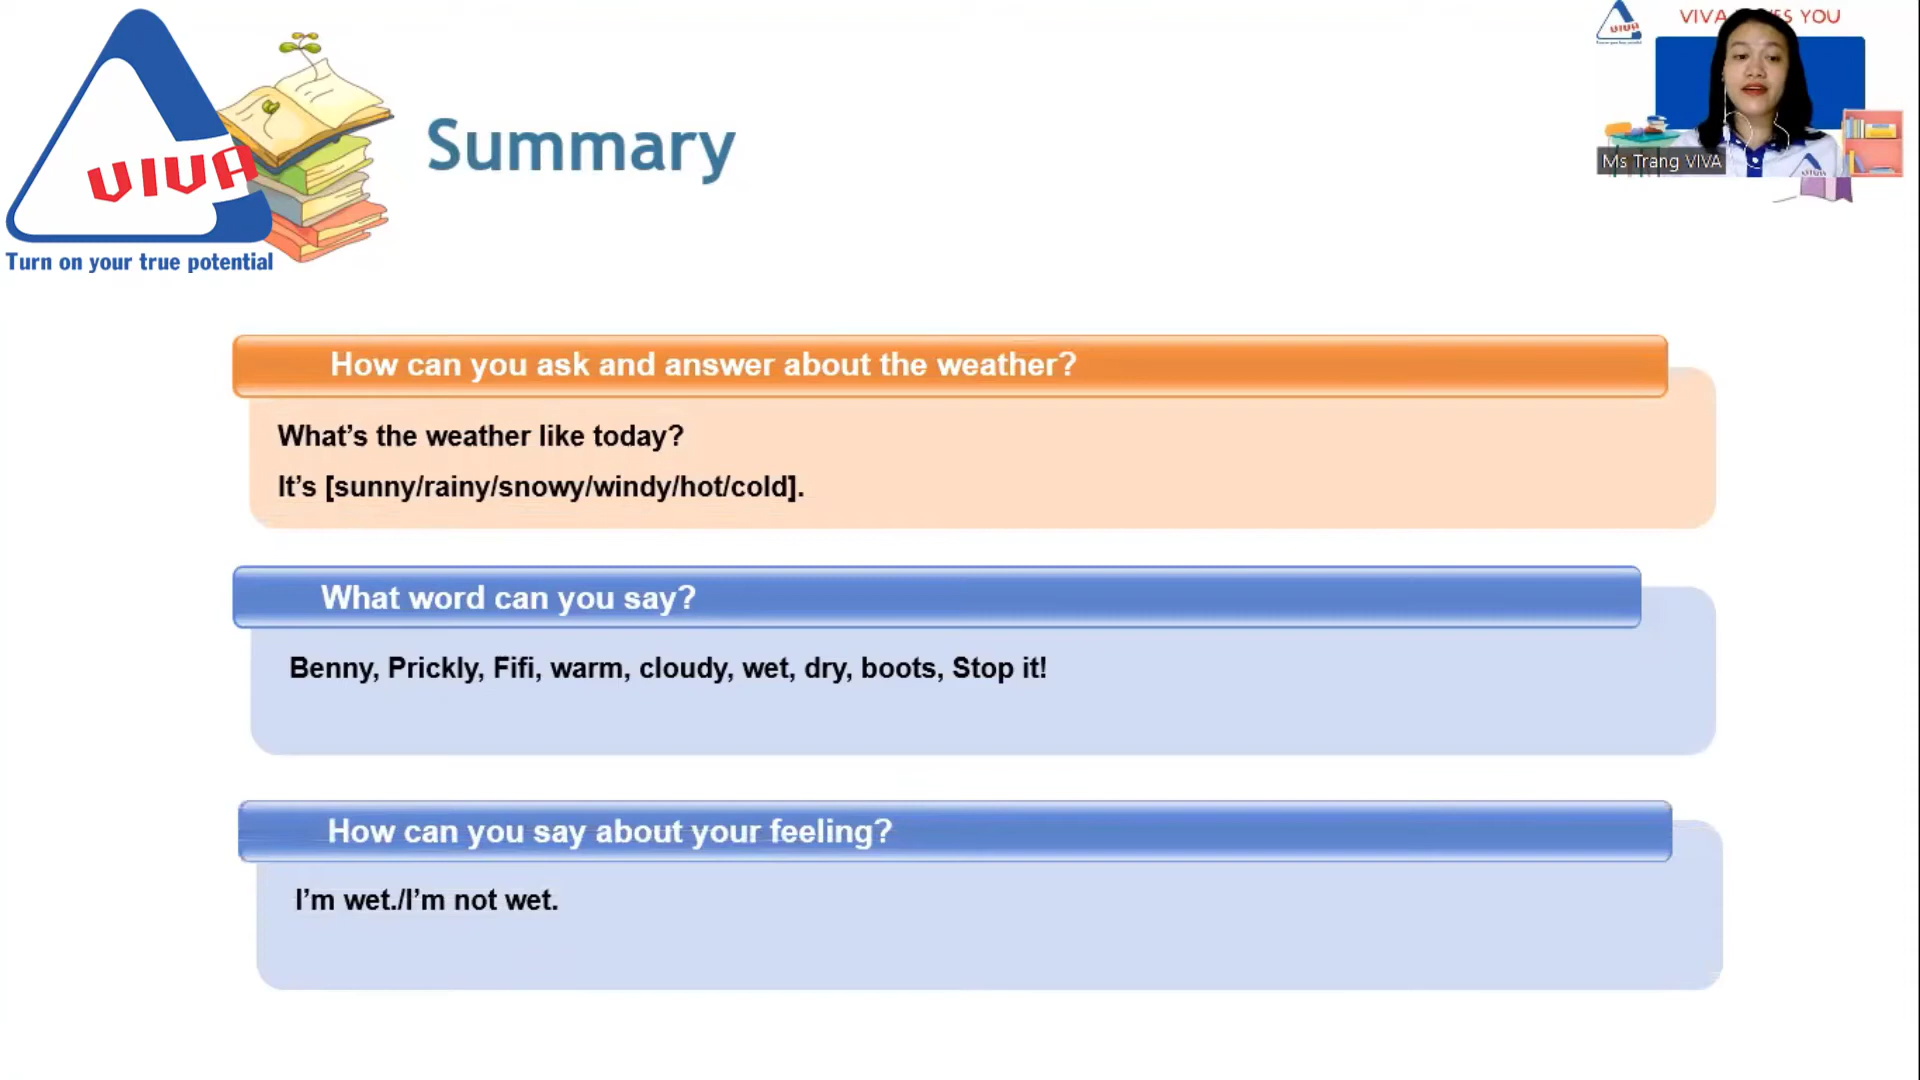 VIVA
Turn on your true potential
Summary
VIVA
VIVA YOU
Ms Trang VIVA
How can you ask and answer about the weather?
What's the weather like today?
It's [sunny/rainy/snowy/windy/hot/cold].
What word can you say?
Benny, Prickly, Fifi, warm, cloudy, wet, dry, boots, Stop it!
How can you say about your feeling?
I'm wet./I'm not wet.